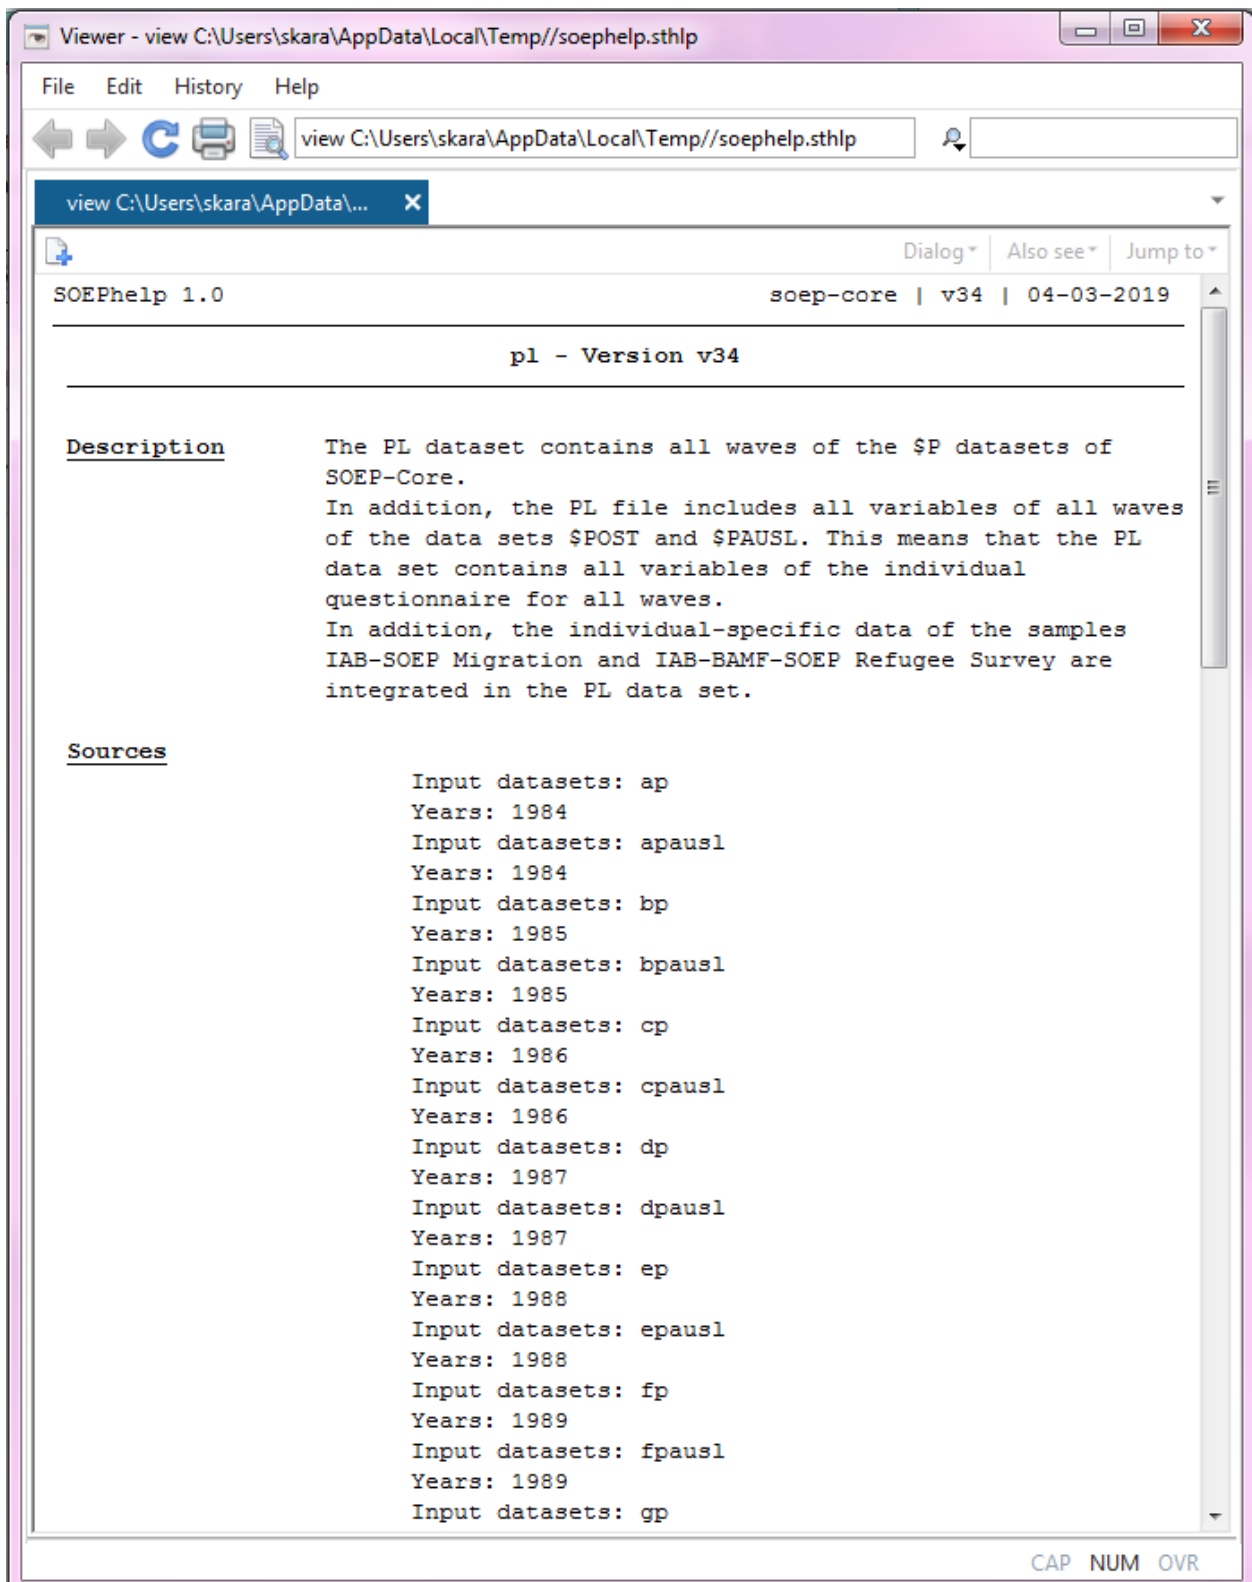 Viewer - view C:\Users\skara\AppData\Local\Temp//soephelp.sthlp
X
File Edit History Help
view C:\Users\skara\AppData\Local\Temp//soephelp.sthlp
view C:\Users\skara\AppData\...
Dialog Also see Jump to
SOEPhelp 1.0 soep-core | v34 | 04-03-2019
pl - Version v34
Description The PL dataset contains all waves of the $P datasets of
SOEP-Core.
In addition, the PL file includes all variables of all waves
of the data sets $POST and $PAUSL. This means that the PL
data set contains all variables of the individual
questionnaire for all waves.
In addition, the individual-specific data of the samples
IAB-SOEP Migration and IAB-BAMF-SOEP Refugee Survey are
integrated in the PL data set.
Sources
Input datasets: ap
Years: 1984
Input datasets: apausl
Years: 1984
Input datasets: bp
Years: 1985
Input datasets: bpausl
Years: 1985
Input datasets: cp
Years: 1986
Input datasets: cpausl
Years: 1986
Input datasets: dp
Years: 1987
Input datasets: dpausl
Years: 1987
Input datasets: ep
Years: 1988
Input datasets: epausl
Years: 1988
Input datasets: fp
Years: 1989
Input datasets: fpausl
Years: 1989
Input datasets: gp
CAP NUM OVR